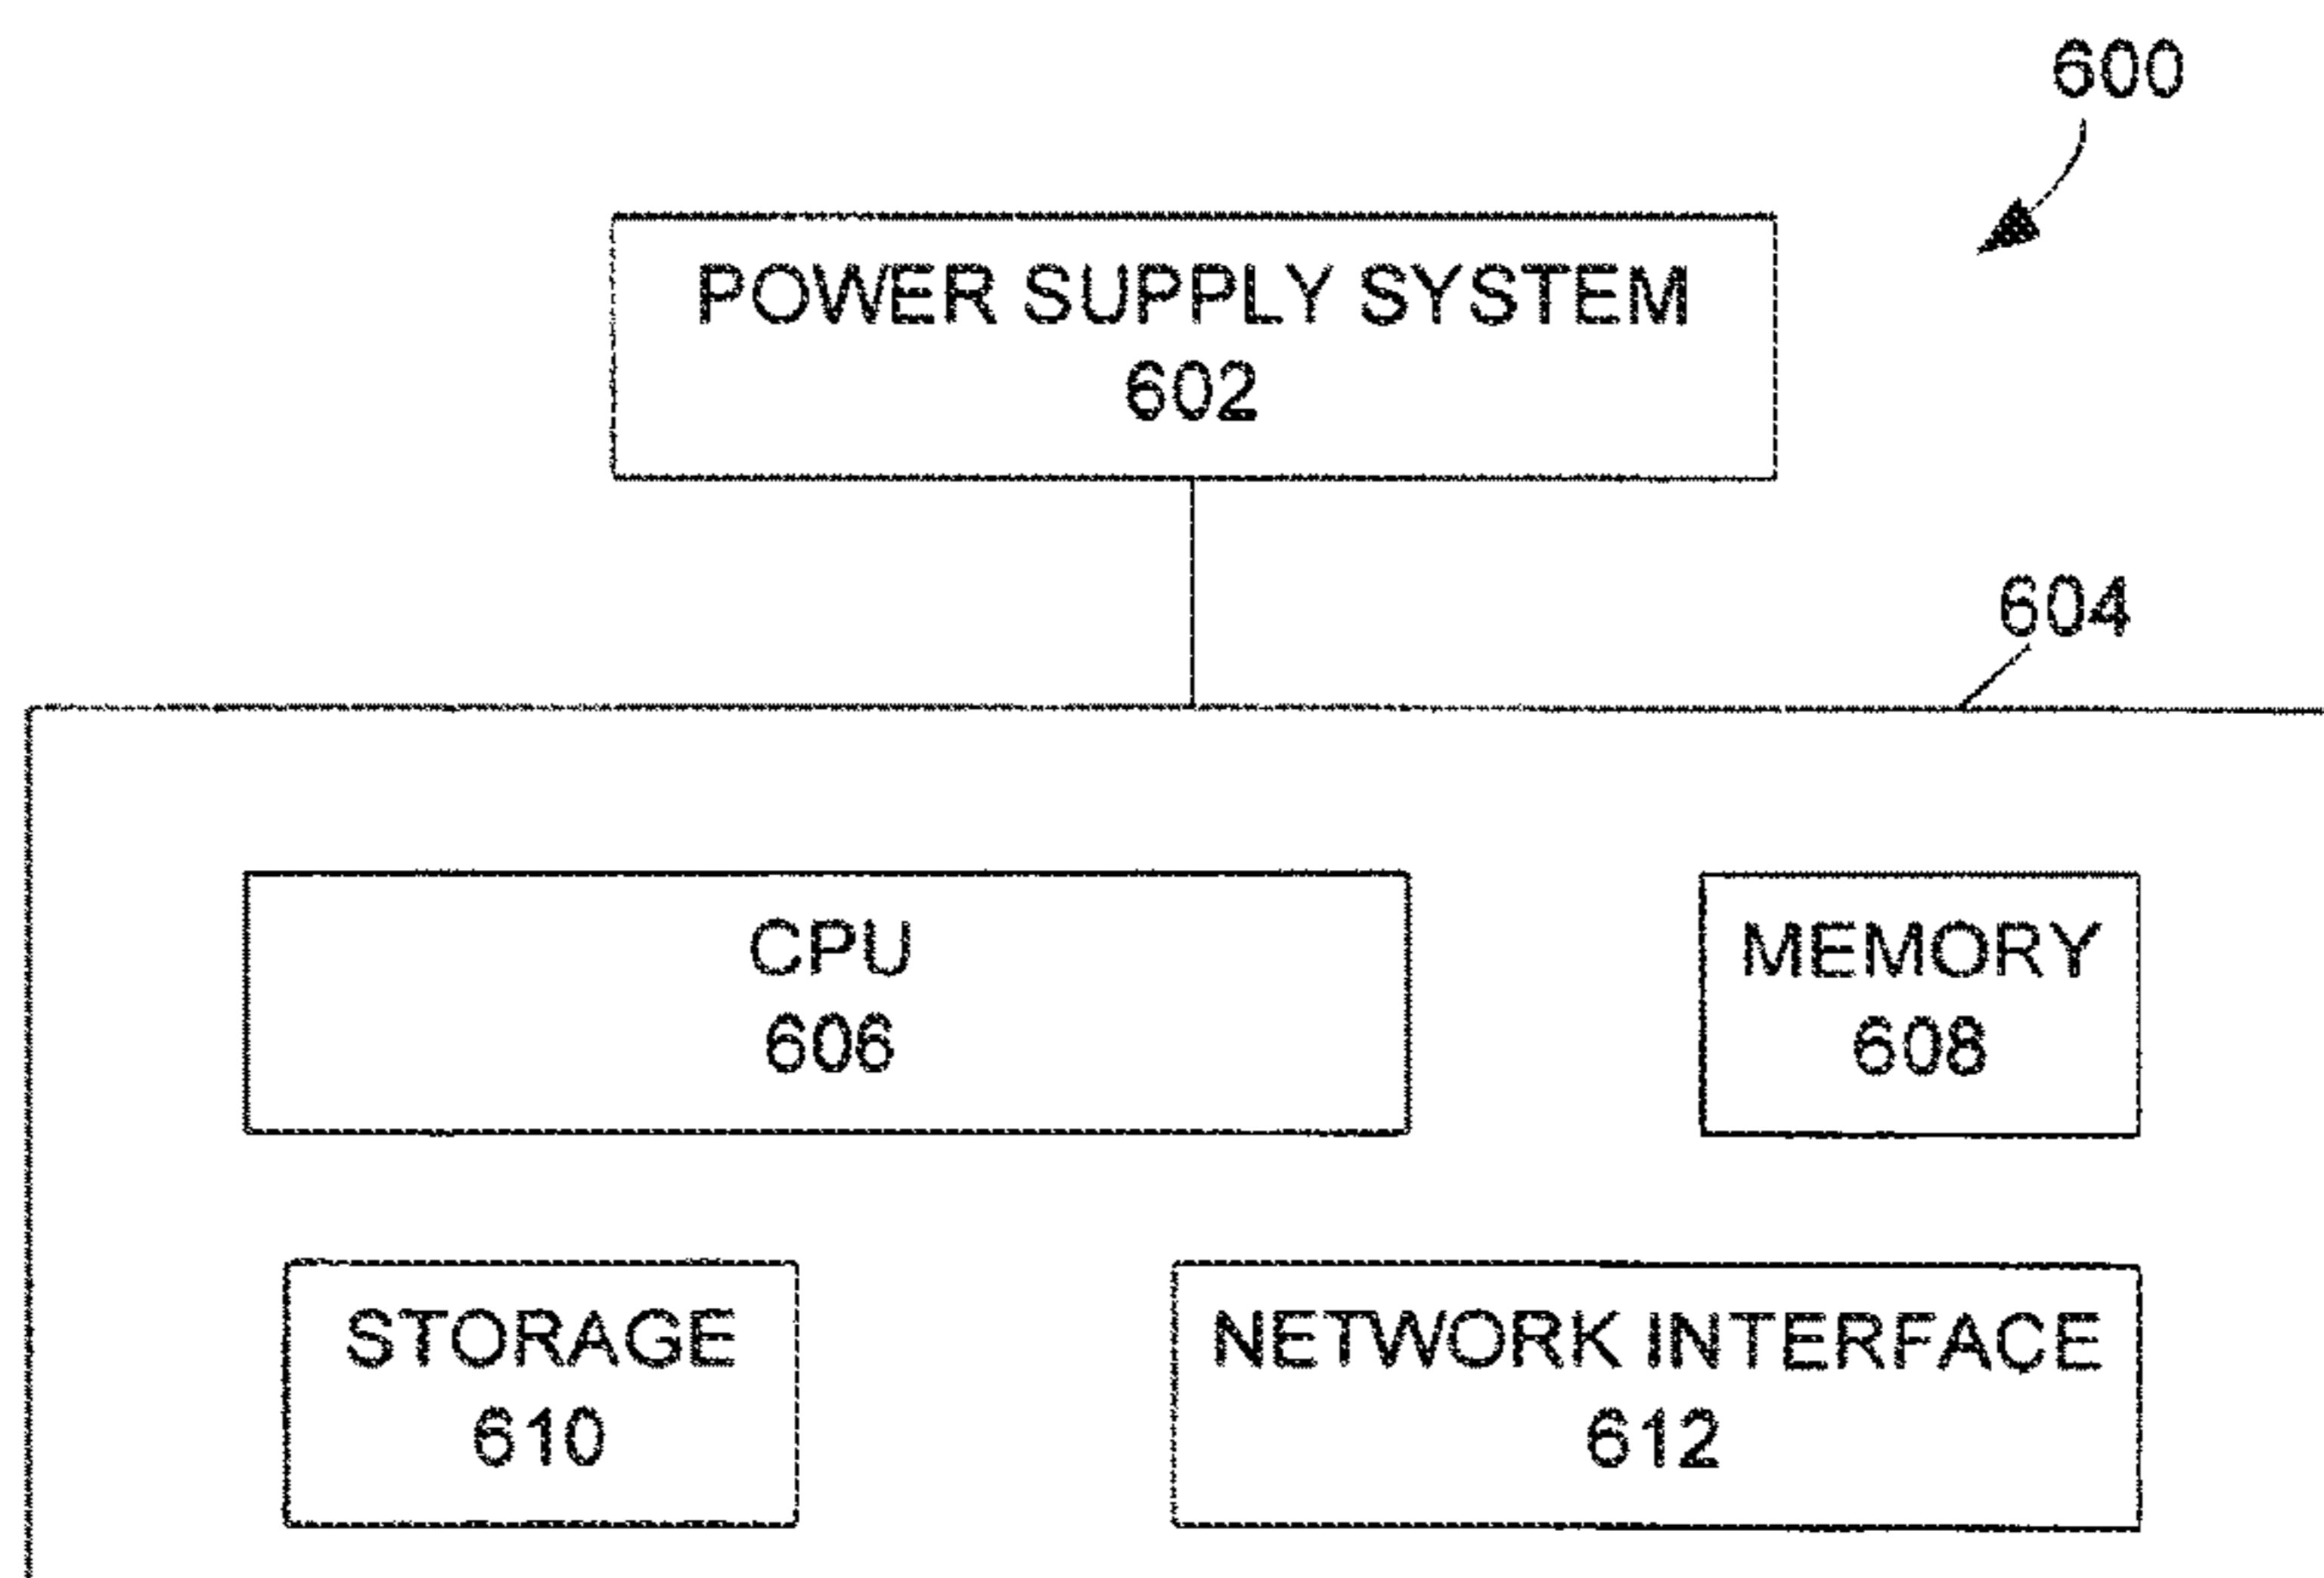 600
POWER SUPPLY SYSTEM
602
604
CPU
606
MEMORY
608
STORAGE
610
NETWORK INTERFACE
612